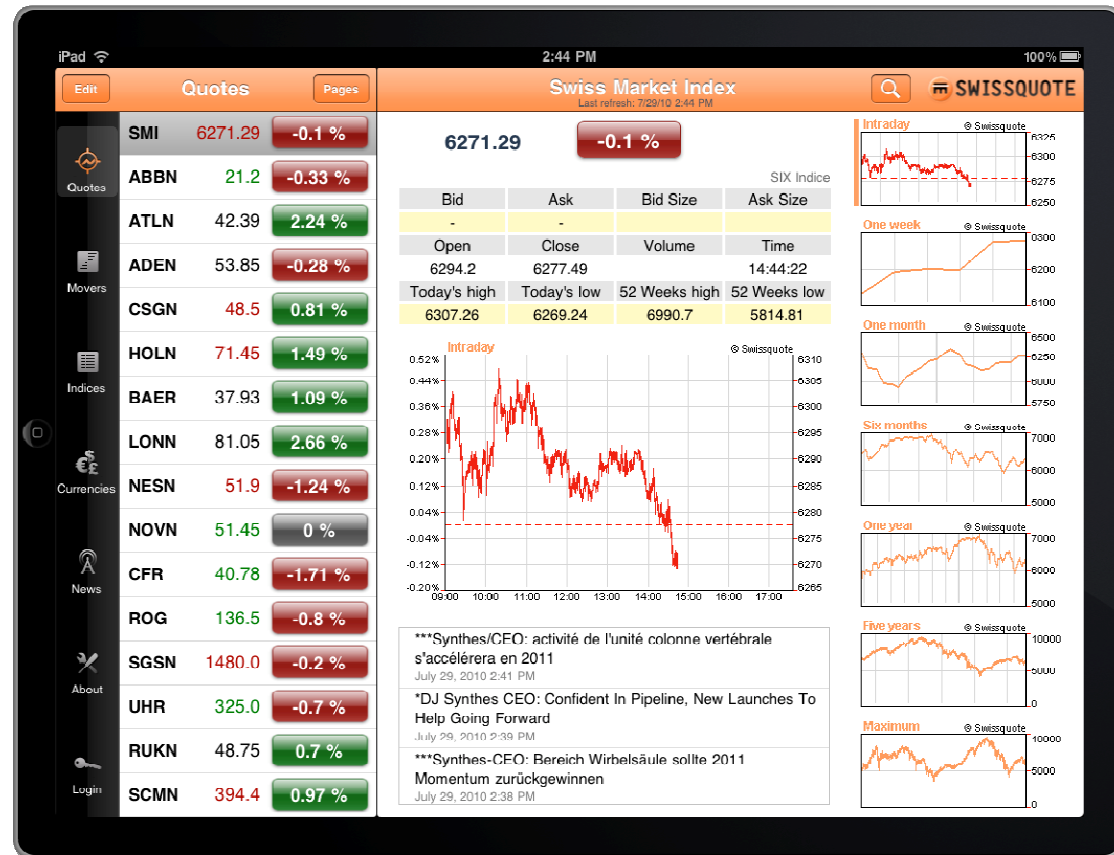 iPad
2:44 PM
100%
Edit
Quotes
Pages
Swiss Market Index
Last refresh: 7/29/10 2:44 PM
SWISSQUOTE
Quotes
Movers
Indices
€$£
Currencies
News
About
Login
SMI 6271.29 -0.1 %
ABBN 21.2 -0.33 %
ATLN 42.39 2.24 %
ADEN 53.85 -0.28 %
CSGN 48.5 0.81 %
HOLN 71.45 1.49 %
BAER 37.93 1.09 %
LONN 81.05 2.66 %
NESN 51.9 -1.24 %
NOVN 51.45 0 %
CFR 40.78 -1.71 %
ROG 136.5 -0.8 %
SGSN 1480.0 -0.2 %
UHR 325.0 -0.7 %
RUKN 48.75 0.7 %
SCMN 394.4 0.97 %
6271.29 -0.1 %
SIX Indice
Bid Ask Bid Size Ask Size
- -
Open Close Volume Time
6294.2 6277.49 14:44:22
Today's high Today's low 52 Weeks high 52 Weeks low
6307.26 6269.24 6990.7 5814.81
Intraday © Swissquote
0.52% 6310
0.44% 6305
0.36% 6300
0.28% 6295
0.20% 6290
0.12% 6285
0.04% 6280
-0.04% 6275
-0.12% 6270
-0.20% 6265
09:00 10:00 11:00 12:00 13:00 14:00 15:00 16:00 17:00
***Synthes/CEO: activité de l'unité colonne vertébrale
s'accélérera en 2011
July 29, 2010 2:41 PM
*DJ Synthes CEO: Confident In Pipeline, New Launches To
Help Going Forward
July 29, 2010 2:39 PM
***Synthes-CEO: Bereich Wirbelsäule sollte 2011
Momentum zurückgewinnen
July 29, 2010 2:38 PM
Intraday © Swissquote
6325
6300
6275
6250
One week © Swissquote
6300
6200
6100
One month © Swissquote
6500
6250
6000
5750
Six months © Swissquote
7000
6000
5000
One year © Swissquote
7000
6000
5000
Five years © Swissquote
10000
5000
0
Maximum © Swissquote
10000
5000
0